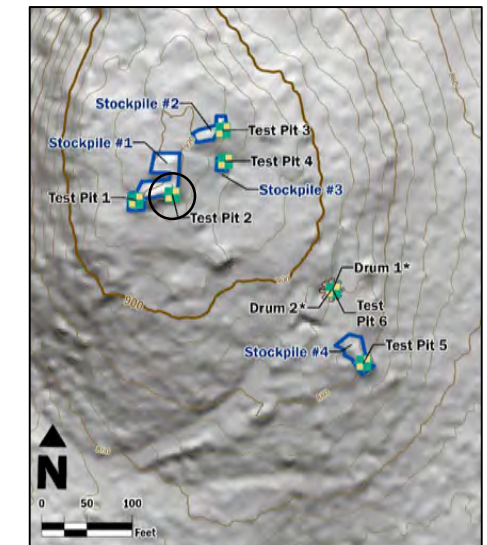 Stockpile #2
Test Pit 3
Stockpile #1
Test Pit 4
Stockpile #3
Test Pit 1
Test Pit 2
Drum 1*
Drum 2*
Test
Pit 6
900
Test Pit 5
Stockpile #4
N
0 50 100
Feet